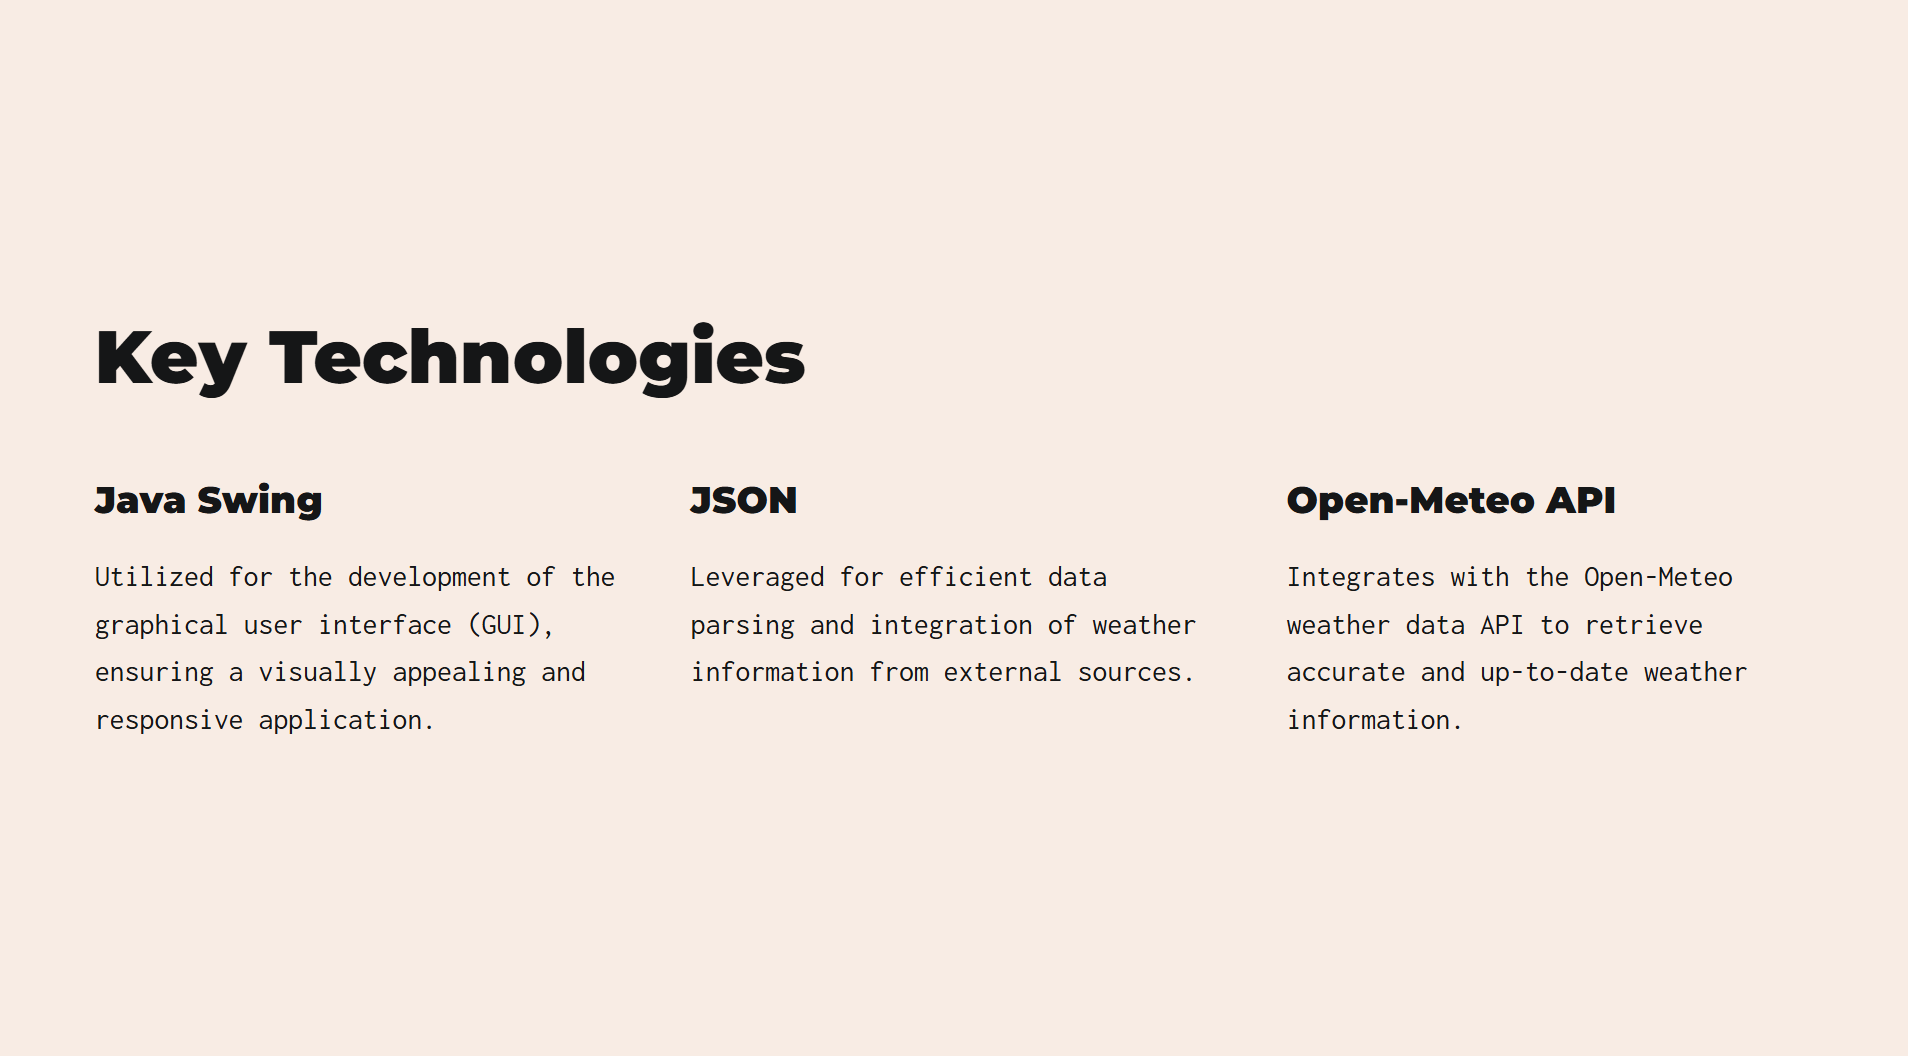 Key Technologies
Java Swing
Utilized for the development of the
graphical user interface (GUI),
ensuring a visually appealing and
responsive application.
JSON
Leveraged for efficient data
parsing and integration of weather
information from external sources.
Open-Meteo API
Integrates with the Open-Meteo
weather data API to retrieve
accurate and up-to-date weather
information.